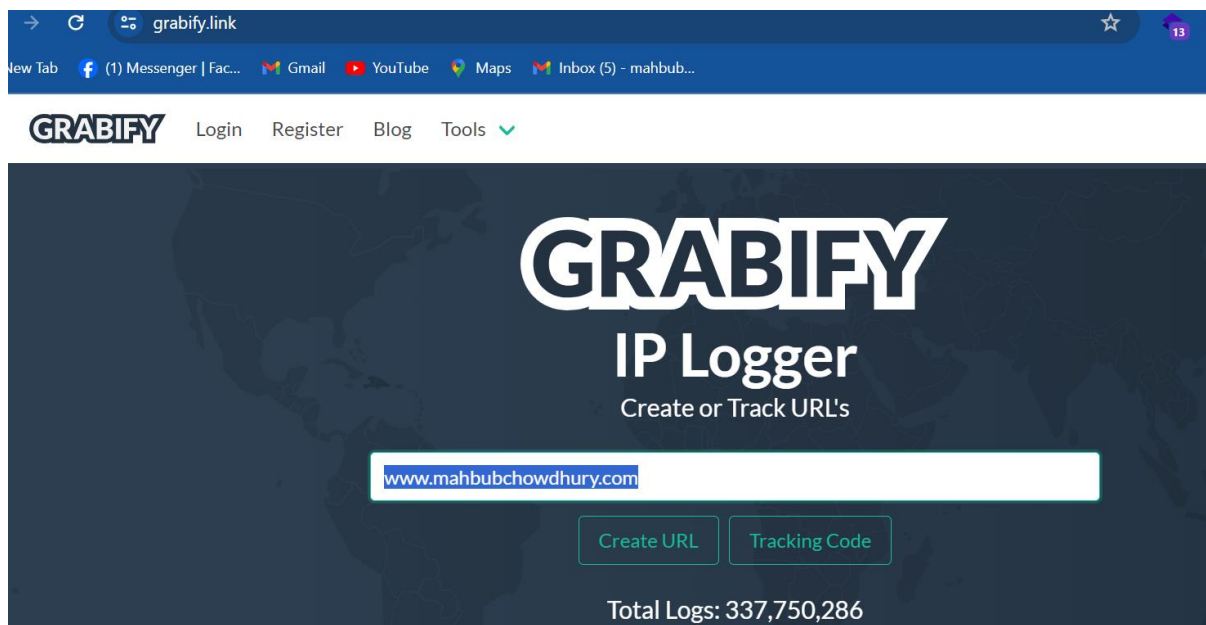 grabify.link
13
New Tab (1) Messenger | Fac... Gmail YouTube Maps Inbox (5) - mahbub...
GRABIFY Login Register Blog Tools
GRABIFY
IP Logger
Create or Track URL's
www.mahbubchowdhury.com
Create URL Tracking Code
Total Logs: 337,750,286